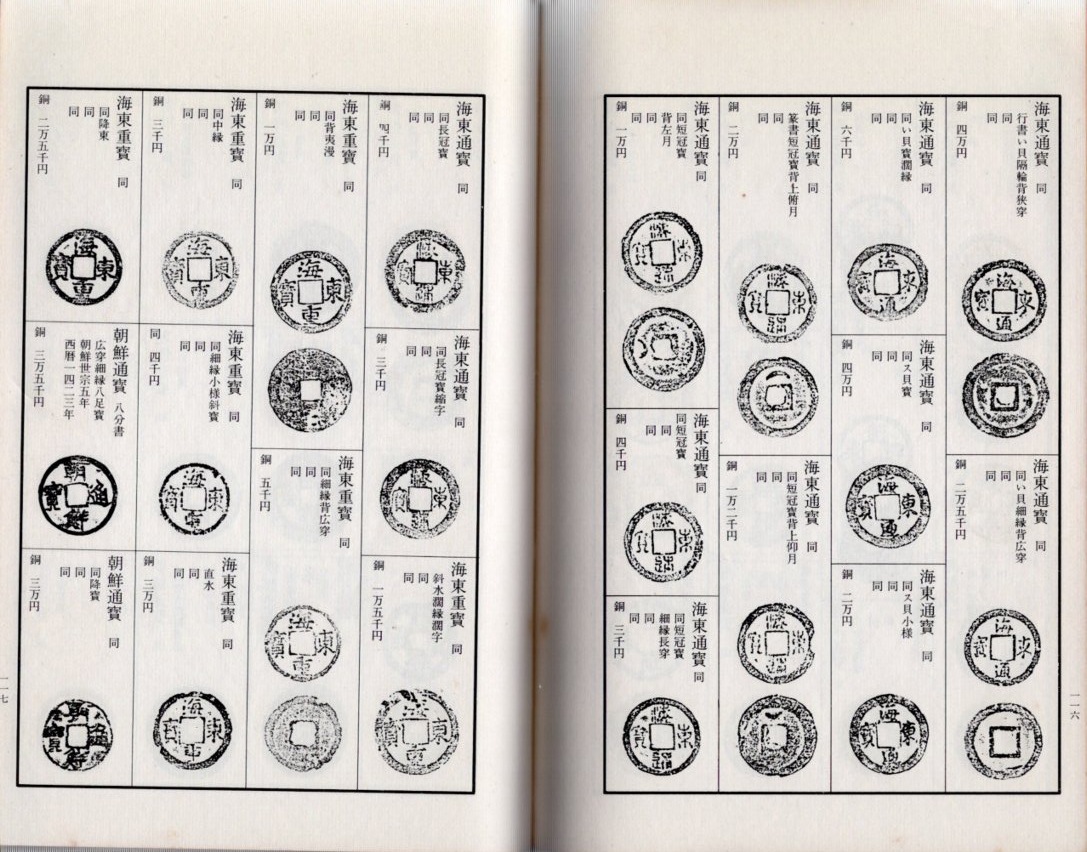 海東通寶　同
行書い貝隔輪背狭穿
同
同
銅　四万円
海東通寶　同
同い貝細縁背広穿
同
同
銅　二万五千円
海東通寶　同
同い貝寶濶縁
同
同
銅　六千円
海東通寶　同
同ス貝寶
同
同
銅　四万円
海東通寶　同
同ス貝小様
同
同
銅　二万円
海東通寶　同
篆書短冠寶背上俯月
同
同
銅　二万円
海東通寶　同
同短冠寶背上仰月
同
同
銅　一万二千円
海東通寶　同
同短冠寶
背左月
同
同
銅　一万円
海東通寶　同
同短冠寶
同
同
銅　四千円
海東通寶　同
同短冠寶
細縁長穿
同
同
銅　三千円
一一六
海東通寶　同
同長冠寶
同
同
銅　四千円
海東通寶　同
同長冠寶縮字
同
同
銅　三千円
海東重寶　同
斜水濶縁濶字
同
同
銅　一万五千円
海東重寶　同
同背夷漫
同
同
銅　一万円
海東重寶　同
同細縁背広穿
同
同
銅　五千円
海東重寶　同
同中縁
同
同
銅　三千円
海東重寶　同
同細縁小様斜寶
同
同
同　四千円
海東重寶　同
直水
同
同
銅　三万円
海東重寶　同
同降東
同
同
銅　二万五千円
朝鮮通寶　八分書
広穿細縁八足寶
朝鮮世宗五年
西暦一四二三年
銅　三万五千円
朝鮮通寶　同
同降寶
同
同
銅　三万円
一一七